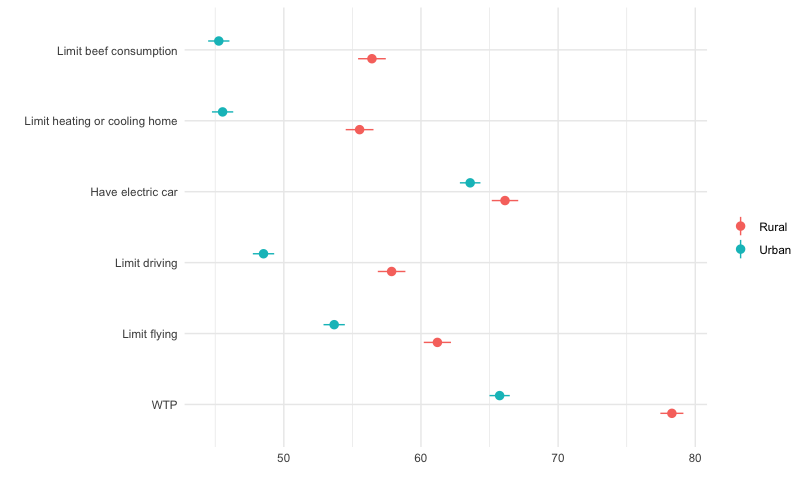 Limit beef consumption
Limit heating or cooling home
Have electric car
Limit driving
Limit flying
WTP
50 60 70 80
Rural
Urban